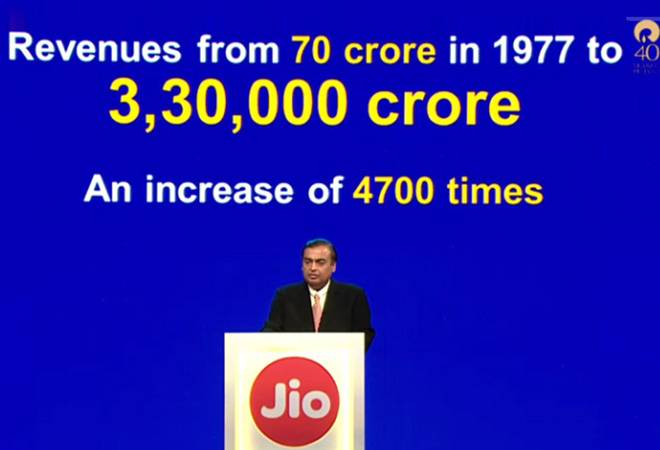 Revenues from 70 crore in 1977 to
3,30,000 crore
An increase of 4700 times
40
Jio